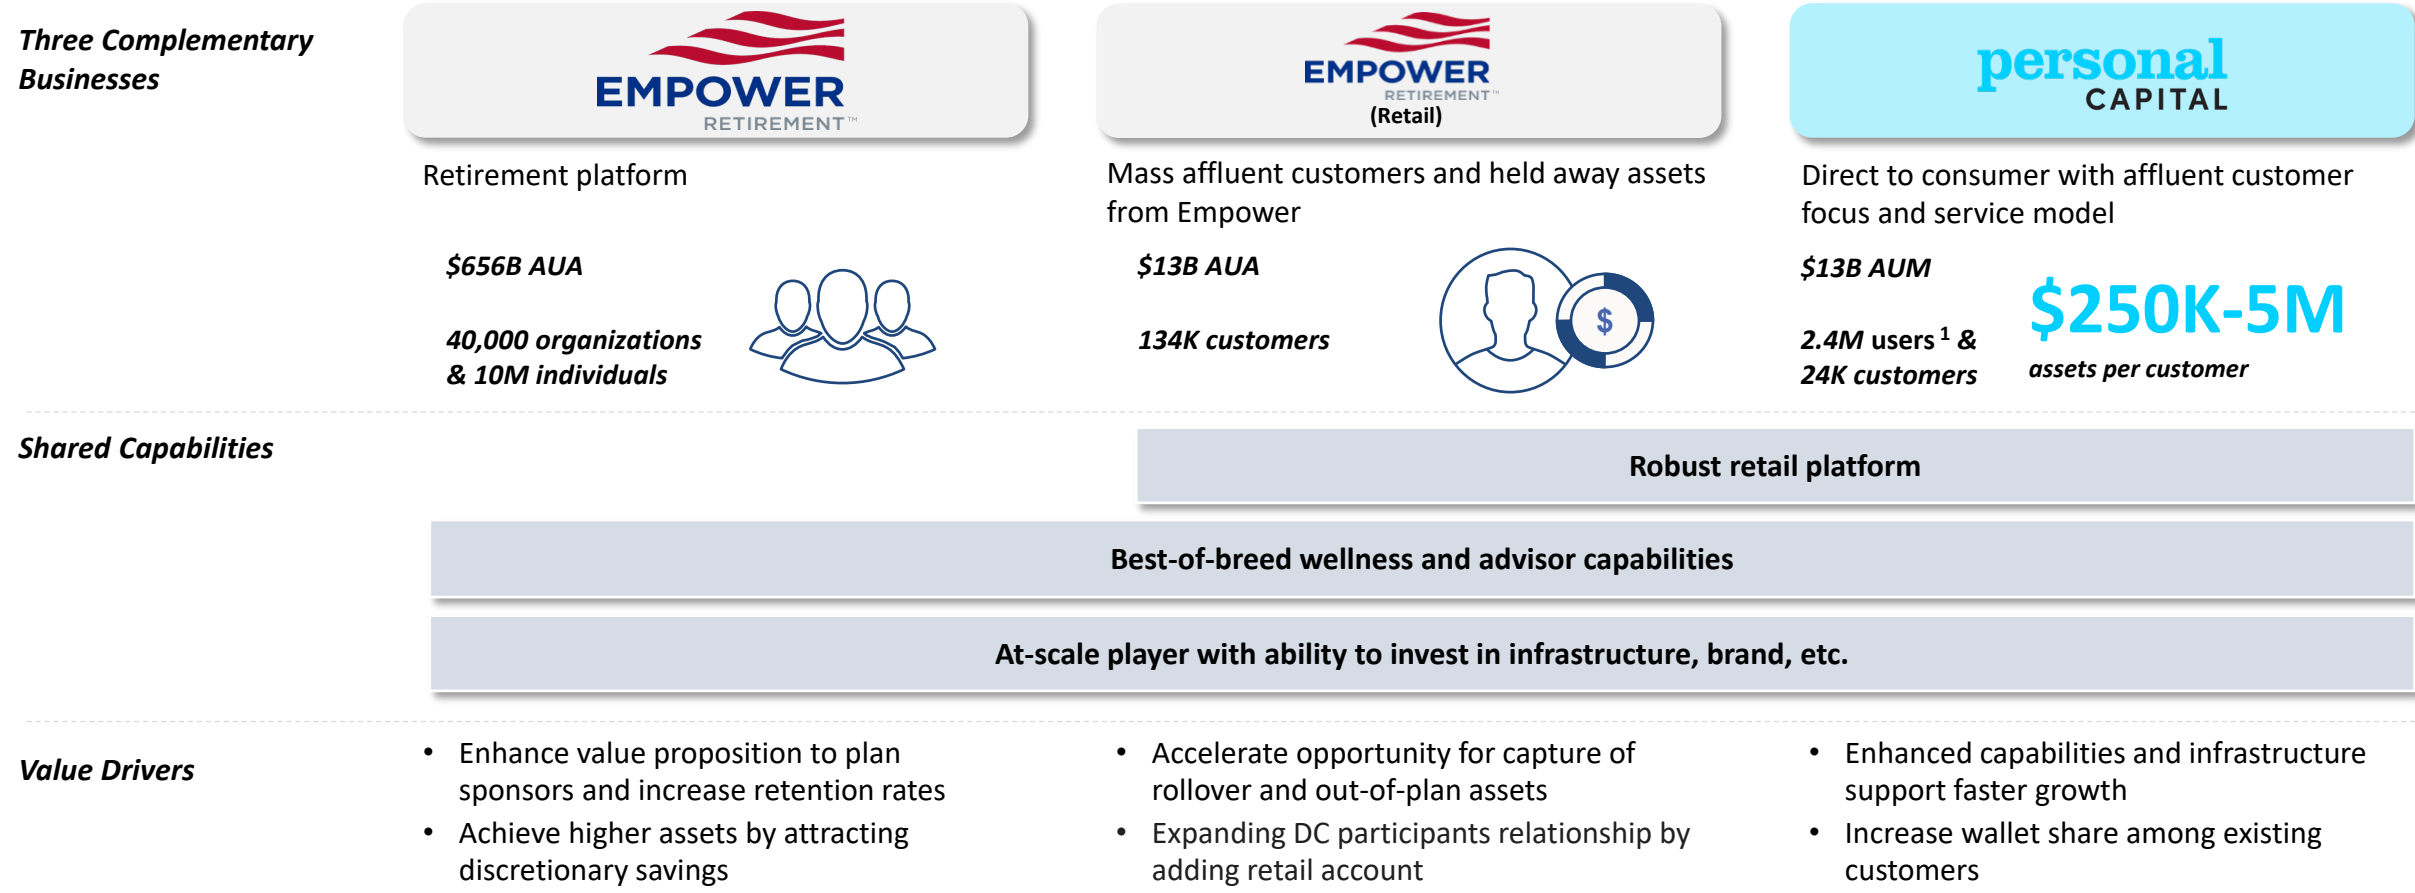 Three Complementary
Businesses
EMPOWER
RETIREMENT™
EMPOWER
RETIREMENT™
(Retail)
personal
CAPITAL
Retirement platform
$656B AUA
40,000 organizations
& 10M individuals
Mass affluent customers and held away assets
from Empower
$13B AUA
134K customers
$
Direct to consumer with affluent customer
focus and service model
$13B AUM
2.4M users 1 &
24K customers
$250K-5M
assets per customer
Shared Capabilities
Robust retail platform
Best-of-breed wellness and advisor capabilities
At-scale player with ability to invest in infrastructure, brand, etc.
Value Drivers
• Enhance value proposition to plan
sponsors and increase retention rates
• Achieve higher assets by attracting
discretionary savings
• Accelerate opportunity for capture of
rollover and out-of-plan assets
• Expanding DC participants relationship by
adding retail account
• Enhanced capabilities and infrastructure
support faster growth
• Increase wallet share among existing
customers